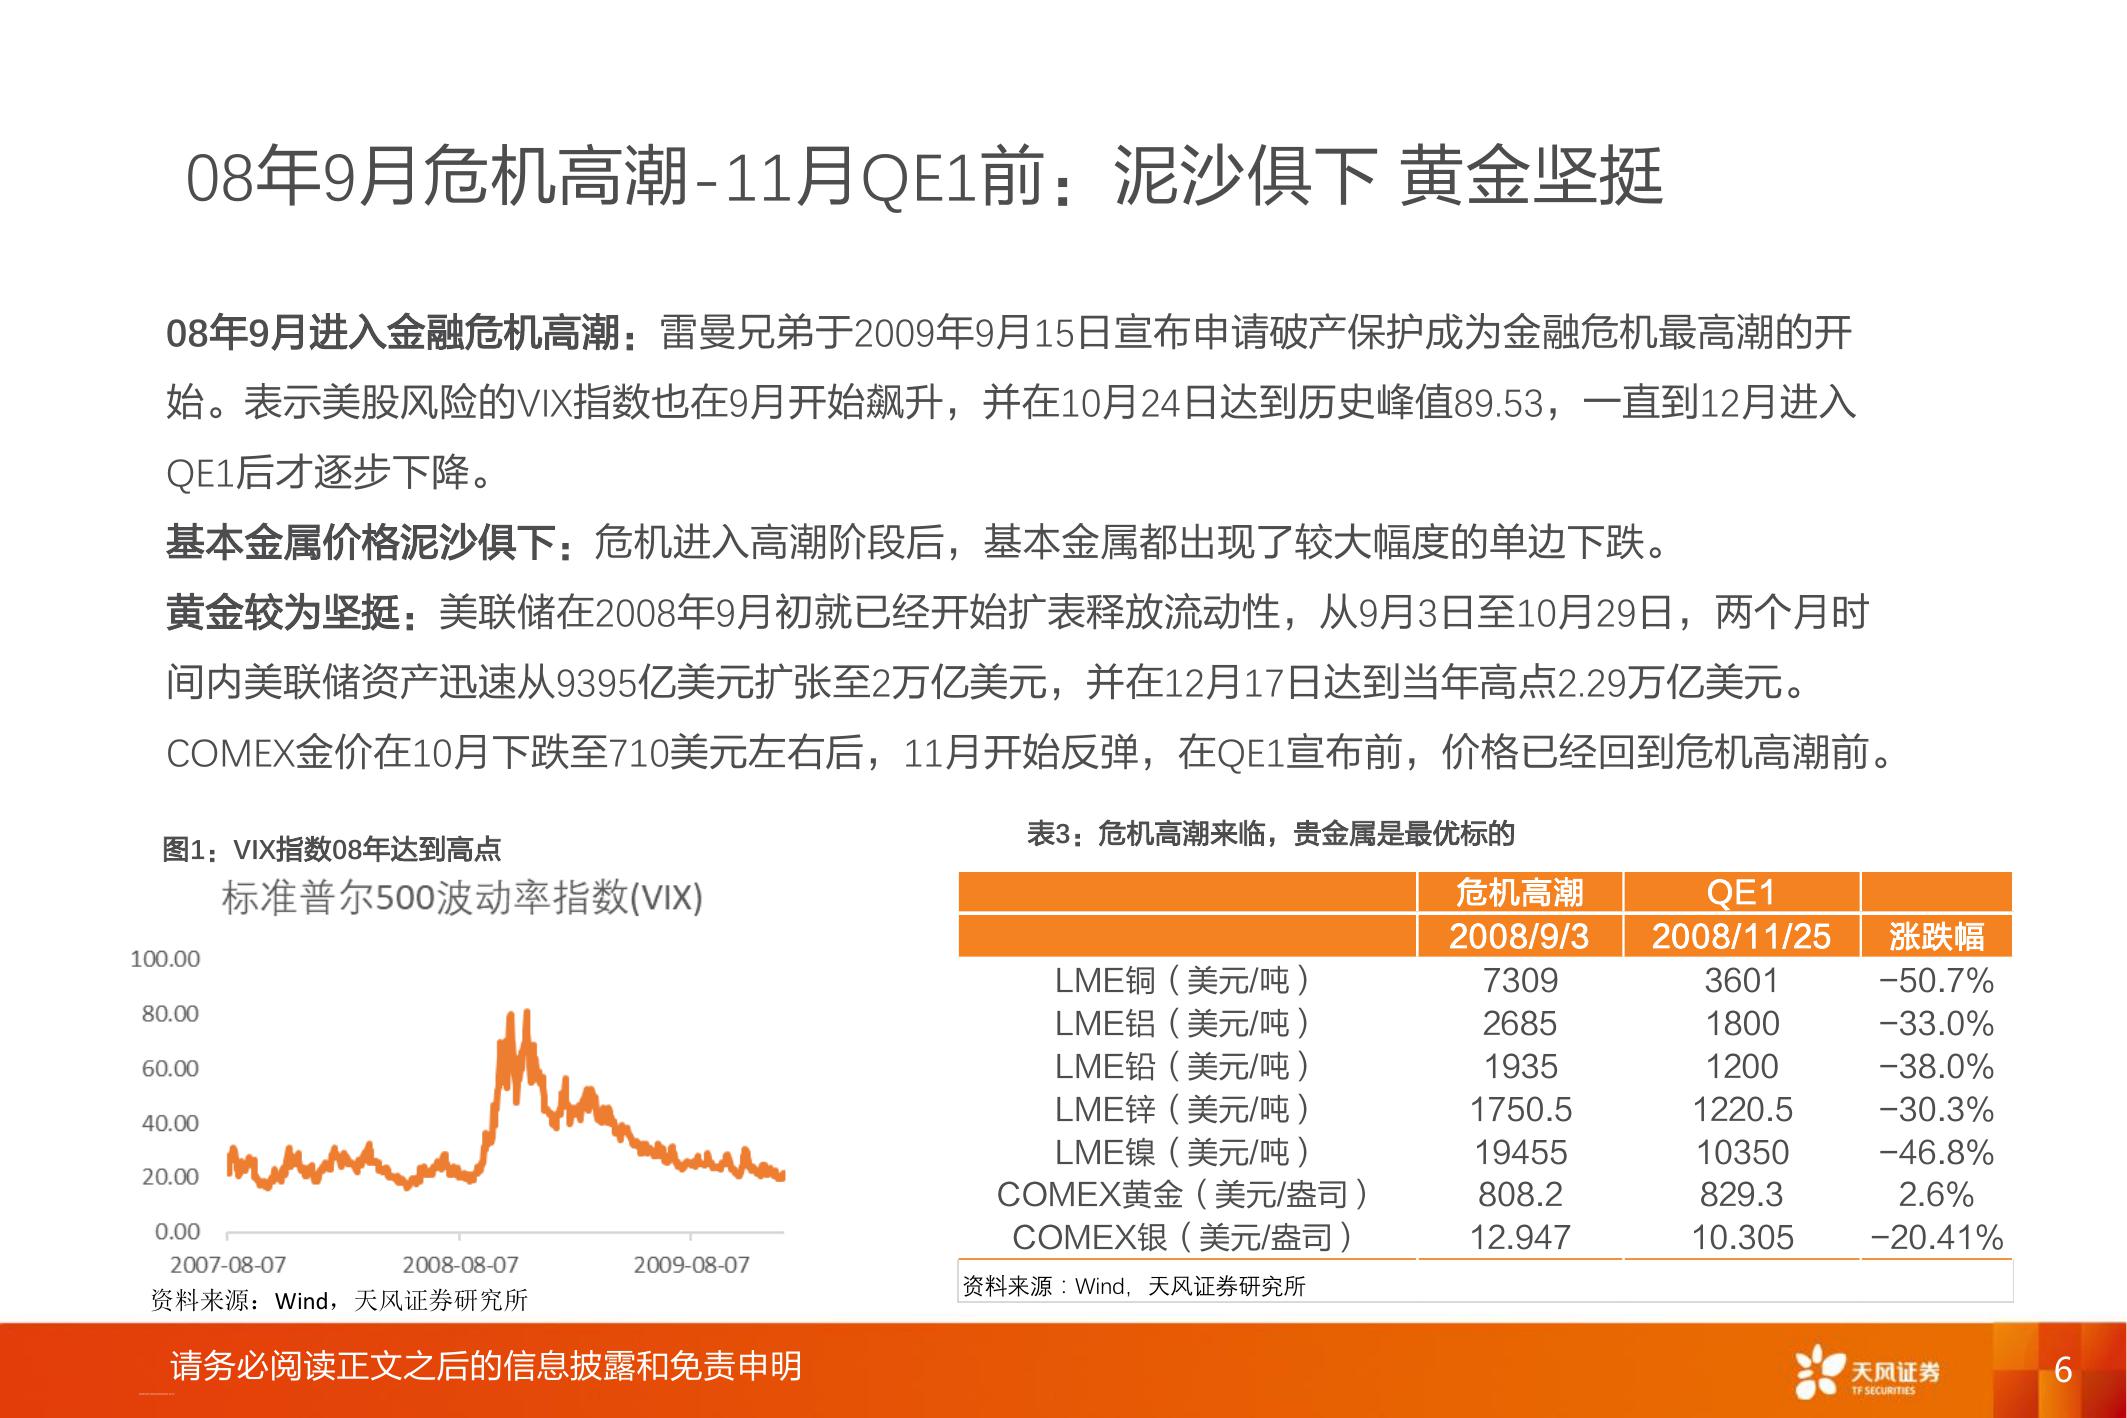 08年9月危机高潮-11月QE1前：泥沙俱下 黄金坚挺
08年9月进入金融危机高潮：雷曼兄弟于2009年9月15日宣布申请破产保护成为金融危机最高潮的开
始。表示美股风险的VIX指数也在9月开始飙升，并在10月24日达到历史峰值89.53，一直到12月进入
QE1后才逐步下降。
基本金属价格泥沙俱下：危机进入高潮阶段后，基本金属都出现了较大幅度的单边下跌。
黄金较为坚挺：美联储在2008年9月初就已经开始扩表释放流动性，从9月3日至10月29日，两个月时
间内美联储资产迅速从9395亿美元扩张至2万亿美元，并在12月17日达到当年高点2.29万亿美元。
COMEX金价在10月下跌至710美元左右后，11月开始反弹，在QE1宣布前，价格已经回到危机高潮前。
图1：VIX指数08年达到高点
标准普尔500波动率指数(VIX)
100.00
80.00
60.00
40.00
20.00
0.00
2007-08-07 2008-08-07 2009-08-07
资料来源：Wind，天风证券研究所
表3：危机高潮来临，贵金属是最优标的
危机高潮 QE1
2008/9/3 2008/11/25 涨跌幅
LME铜（美元/吨） 7309 3601 -50.7%
LME铝（美元/吨） 2685 1800 -33.0%
LME铅（美元/吨） 1935 1200 -38.0%
LME锌（美元/吨） 1750.5 1220.5 -30.3%
LME镍（美元/吨） 19455 10350 -46.8%
COMEX黄金（美元/盎司） 808.2 829.3 2.6%
COMEX银（美元/盎司） 12.947 10.305 -20.41%
资料来源：Wind，天风证券研究所
请务必阅读正文之后的信息披露和免责申明
天风证券
TF SECURITIES
6